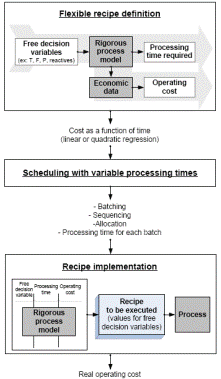 Flexible recipe definition
Free decision
variables
(ex: T, F, P, reactives)
Rigorous
process
model
Processing
time required
Economic
data
Operating
cost
Cost as a function of time
(linear or quadratic regression)
Scheduling with variable processing times
- Batching
- Sequencing
-Allocation
- Processing time for each batch
Recipe implementation
Free
decision
variable
Processing
time
Operating
cost
Rigorous
process
model
Recipe
to be executed
(values for free
decision variables)
Process
Real operating cost